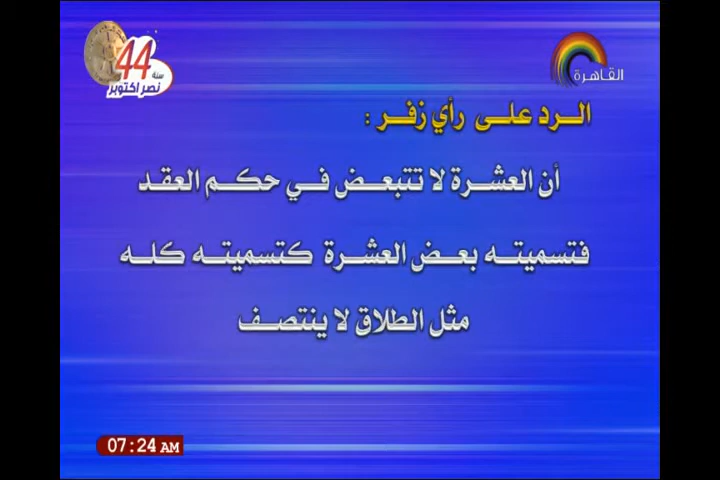 44 سنة
نصر أكتوبر
القاهرة
الرد على رأي زفر :
أن العشرة لا تتبعض في حكم العقد
فتسميته بعض العشرة كتسميته كله
مثل الطلاق لا ينتصف
07:24 AM